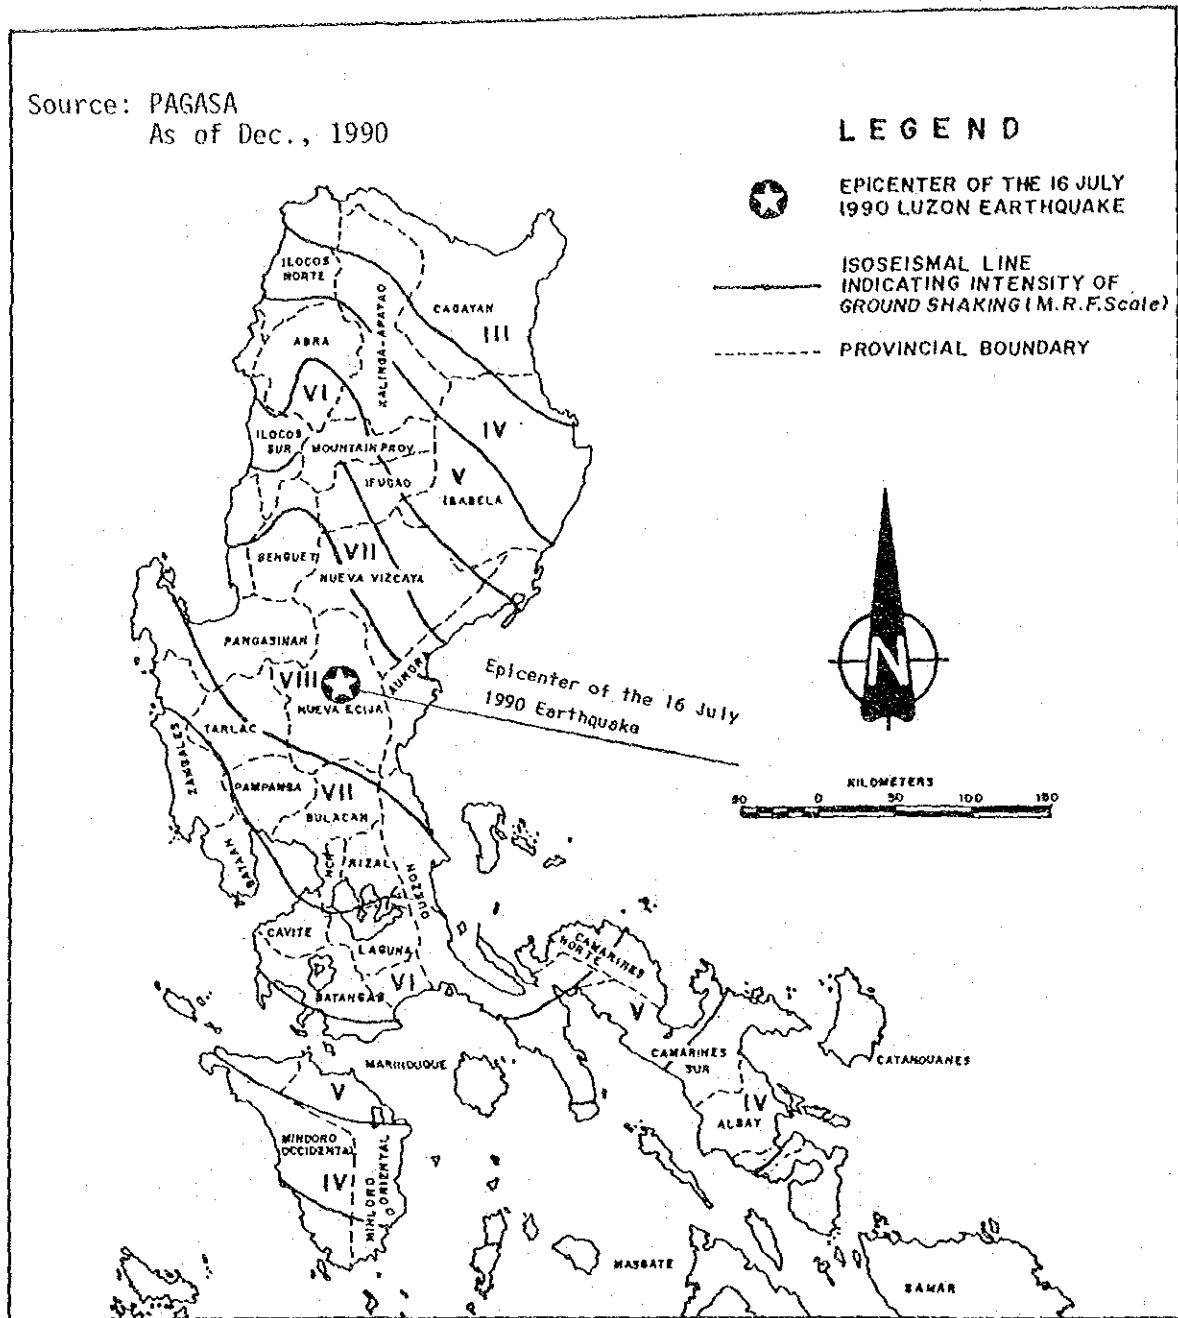 Source: PAGASA
As of Dec., 1990
LEGEND
EPICENTER OF THE 16 JULY
1990 LUZON EARTHQUAKE
ISOSEISMAL LINE
INDICATING INTENSITY OF
GROUND SHAKING (M.R.F.Scale)
PROVINCIAL BOUNDARY
ILOCOS
NORTE
KALINGA-APAYAO
CAGAYAN
III
ABRA
VI
IV
ILOCOS
SUR
MOUNTAIN PROV.
IFUGAO
V
ISABELA
BENGUET
VII
NUEVA VIZCAYA
PANGASINAN
AURORA
VIII
NUEVA ECIJA
Epicenter of the 16 July
1990 Earthquake
N
TARLAC
ZAMBALES
PAMPANGA
VII
BULACAN
KILOMETERS
50 0 50 100 150
BATAAN
NCR
RIZAL
QUEZON
CAVITE
LAGUNA
VI
BATANGAS
CAMARINES
NORTE
V
MARINDUQUE
CAMARINES
SUR
CATANDUANES
V
IV
ALBAY
MINDORO
OCCIDENTAL
IV
MINDORO
ORIENTAL
MASBATE
SAMAR